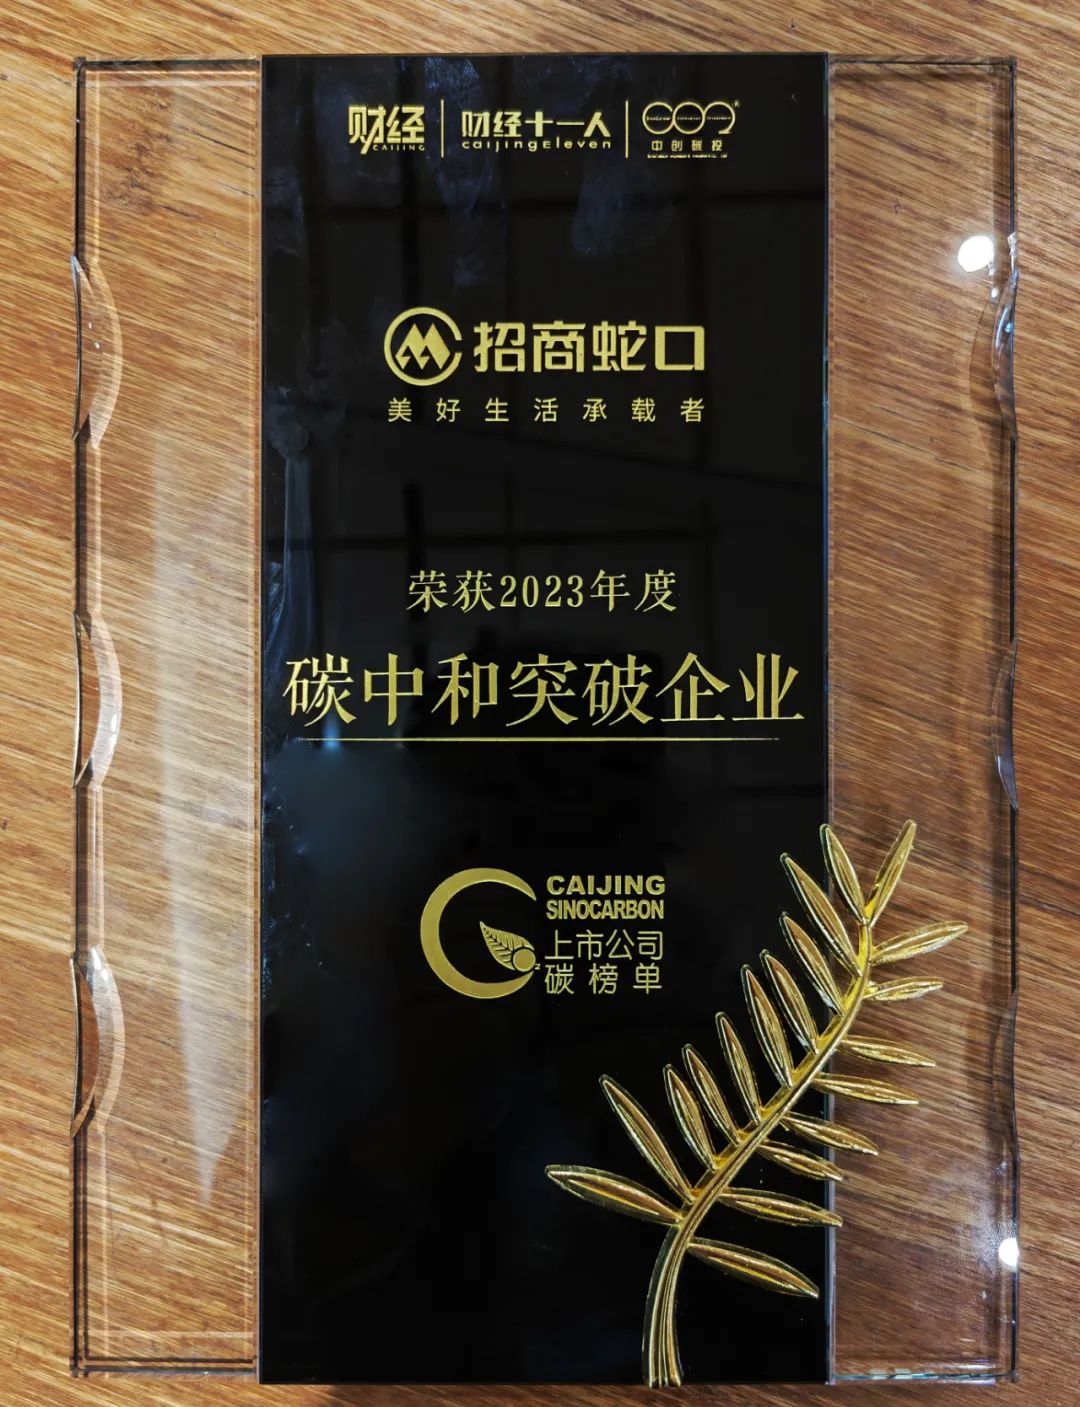 财经 | 财经十一人 | 中创碳投
CAIJING caijingEleven
招商蛇口
美好生活承载者
荣获2023年度
碳中和突破企业
CAIJING
SINOCARBON
上市公司
碳榜单